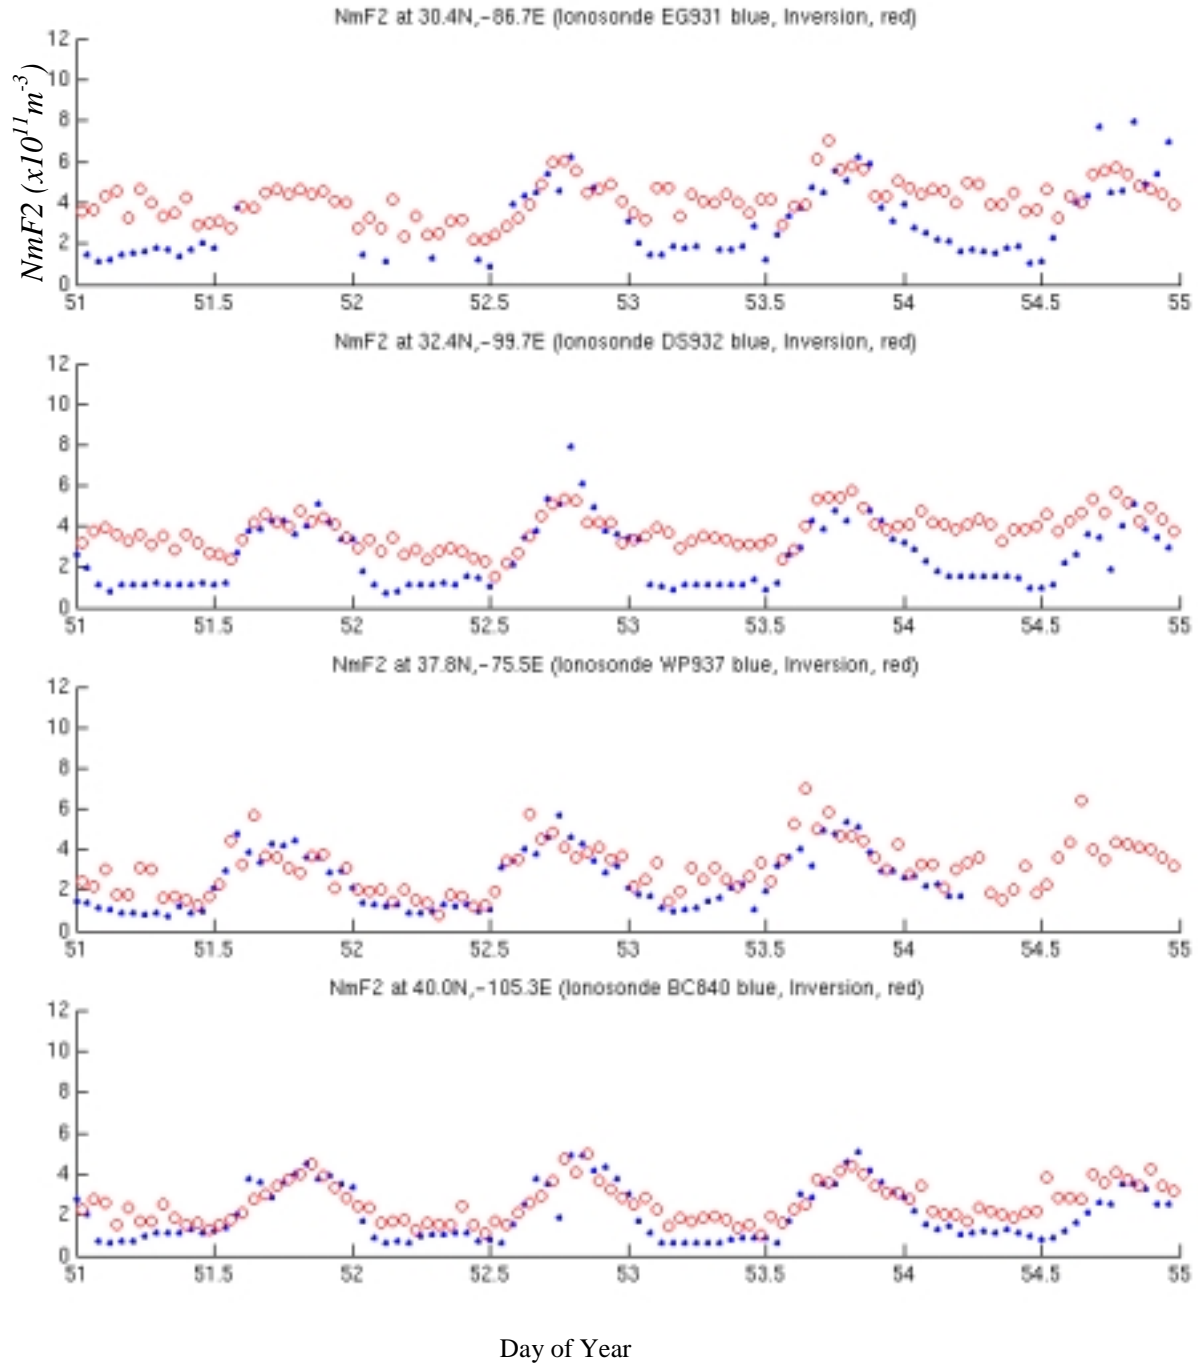 NmF2 at 30.4N,-86.7E (Ionosonde EG931 blue, Inversion, red)
NmF2 (x10^11 m^-3)
12
10
8
6
4
2
0
51 51.5 52 52.5 53 53.5 54 54.5 55
NmF2 at 32.4N,-99.7E (Ionosonde DS932 blue, Inversion, red)
12
10
8
6
4
2
0
51 51.5 52 52.5 53 53.5 54 54.5 55
NmF2 at 37.8N,-75.5E (Ionosonde WP937 blue, Inversion, red)
12
10
8
6
4
2
0
51 51.5 52 52.5 53 53.5 54 54.5 55
NmF2 at 40.0N,-105.3E (Ionosonde BC840 blue, Inversion, red)
12
10
8
6
4
2
0
51 51.5 52 52.5 53 53.5 54 54.5 55
Day of Year